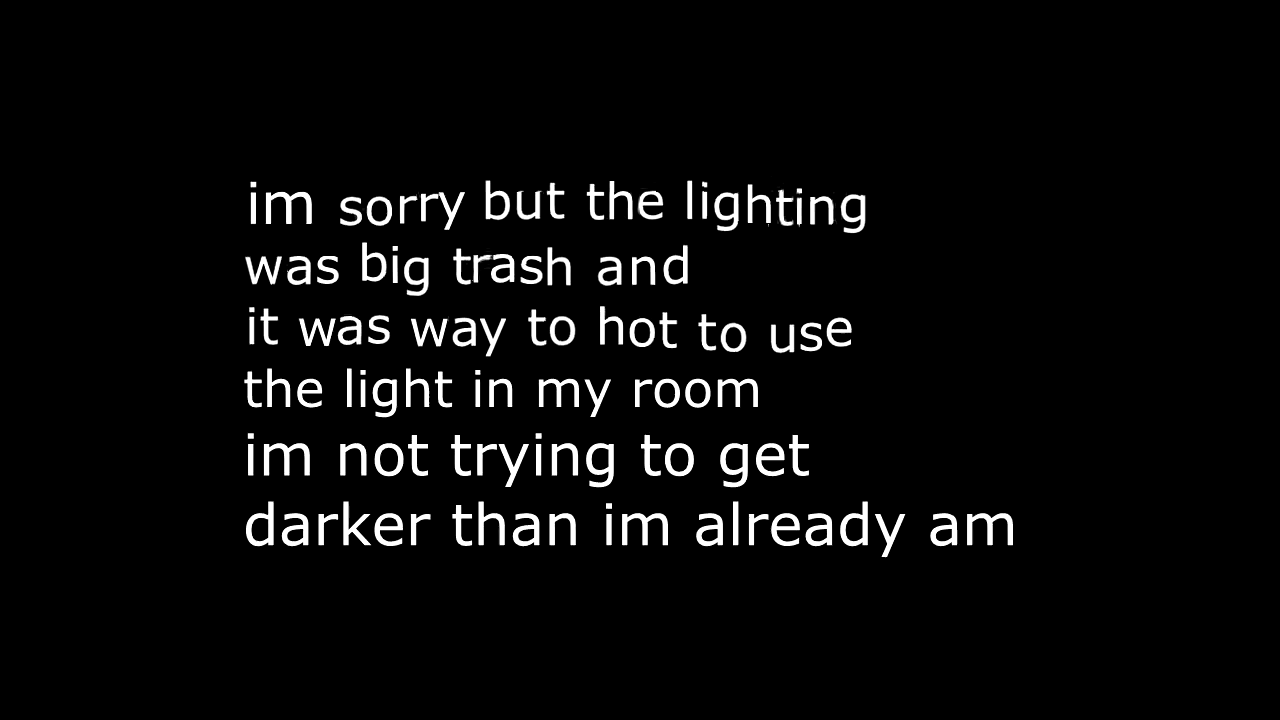 im sorry but the lighting
was big trash and
it was way to hot to use
the light in my room
im not trying to get
darker than im already am